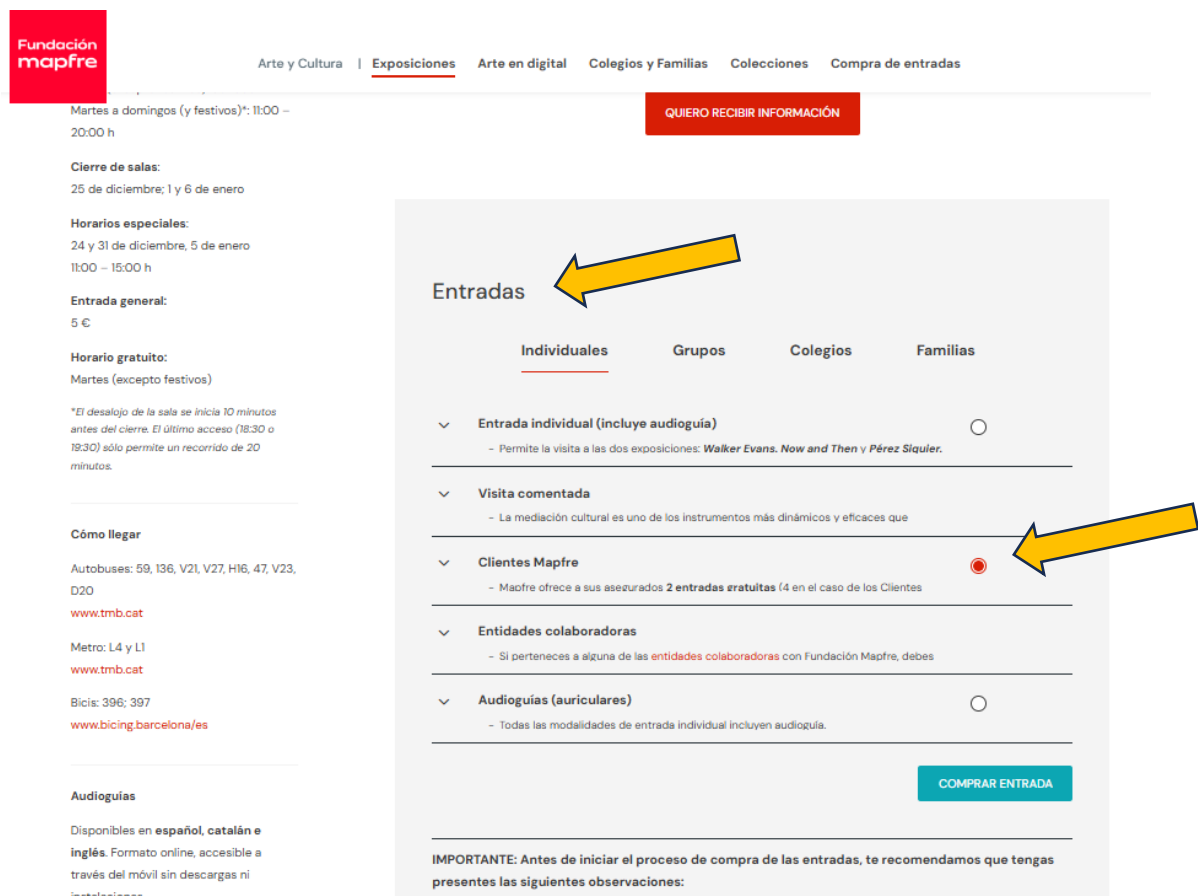 Fundación
mapfre
Arte y Cultura | Exposiciones Arte en digital Colegios y Familias Colecciones Compra de entradas
Martes a domingos (y festivos)*: 11:00 –
20:00 h
Cierre de salas:
25 de diciembre; 1 y 6 de enero
Horarios especiales:
24 y 31 de diciembre, 5 de enero
11:00 – 15:00 h
Entrada general:
5 €
Horario gratuito:
Martes (excepto festivos)
*El desalojo de la sala se inicia 10 minutos
antes del cierre. El último acceso (18:30 o
19:30) sólo permite un recorrido de 20
minutos.
Cómo llegar
Autobuses: 59, 136, V21, V27, H16, 47, V23,
D20
www.tmb.cat
Metro: L4 y L1
www.tmb.cat
Bicis: 396; 397
www.bicing.barcelona/es
Audioguías
Disponibles en español, catalán e
inglés. Formato online, accesible a
través del móvil sin descargas ni
QUIERO RECIBIR INFORMACIÓN
Entradas
Individuales Grupos Colegios Familias
Entrada individual (incluye audioguía)
– Permite la visita a las dos exposiciones: Walker Evans. Now and Then y Pérez Siquier.
Visita comentada
– La mediación cultural es uno de los instrumentos más dinámicos y eficaces que
Clientes Mapfre
– Mapfre ofrece a sus asegurados 2 entradas gratuitas (4 en el caso de los Clientes
Entidades colaboradoras
– Si perteneces a alguna de las entidades colaboradoras con Fundación Mapfre, debes
Audioguías (auriculares)
– Todas las modalidades de entrada individual incluyen audioguía.
COMPRAR ENTRADA
IMPORTANTE: Antes de iniciar el proceso de compra de las entradas, te recomendamos que tengas
presentes las siguientes observaciones: